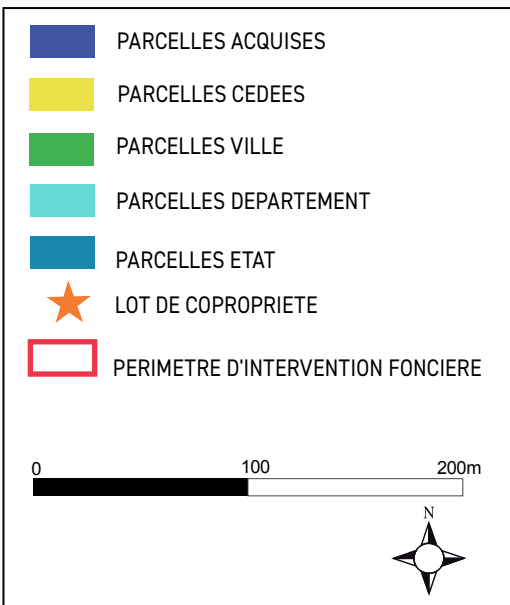 PARCELLES ACQUISES
PARCELLES CEDEES
PARCELLES VILLE
PARCELLES DEPARTEMENT
PARCELLES ETAT
LOT DE COPROPRIETE
PERIMETRE D'INTERVENTION FONCIERE
0 100 200m
N